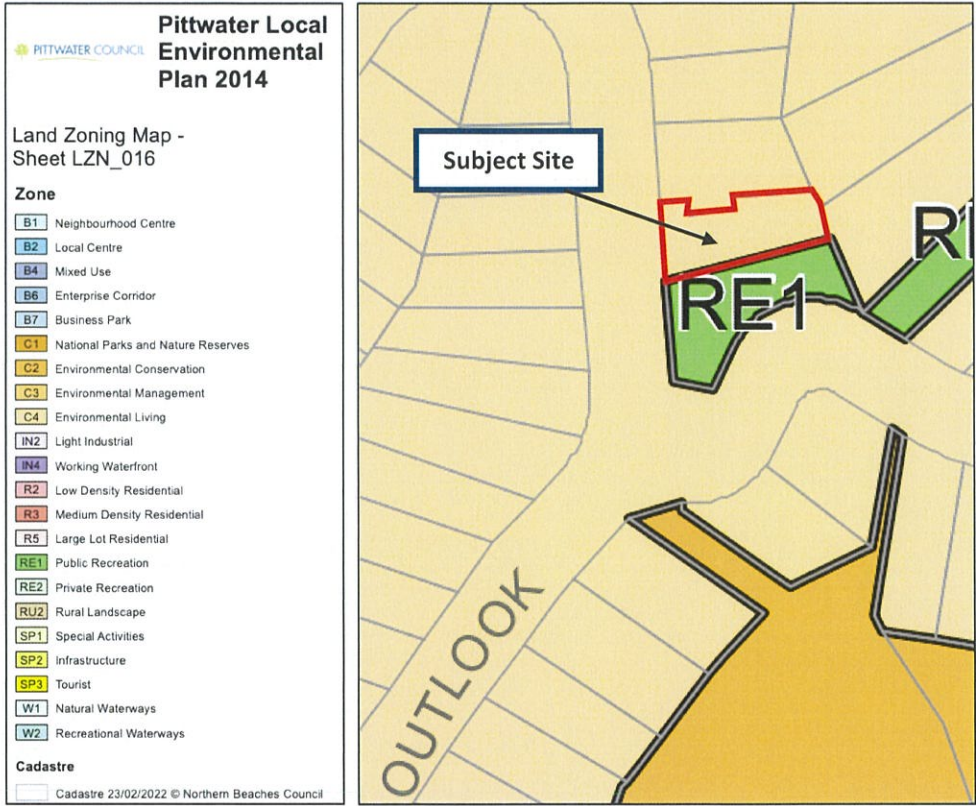 PITTWATER COUNCIL
Pittwater Local
Environmental
Plan 2014
Land Zoning Map -
Sheet LZN_016
Zone
B1 Neighbourhood Centre
B2 Local Centre
B4 Mixed Use
B6 Enterprise Corridor
B7 Business Park
C1 National Parks and Nature Reserves
C2 Environmental Conservation
C3 Environmental Management
C4 Environmental Living
IN2 Light Industrial
IN4 Working Waterfront
R2 Low Density Residential
R3 Medium Density Residential
R5 Large Lot Residential
RE1 Public Recreation
RE2 Private Recreation
RU2 Rural Landscape
SP1 Special Activities
SP2 Infrastructure
SP3 Tourist
W1 Natural Waterways
W2 Recreational Waterways
Cadastre
Cadastre 23/02/2022 © Northern Beaches Council
Subject Site
RE1
OUTLOOK